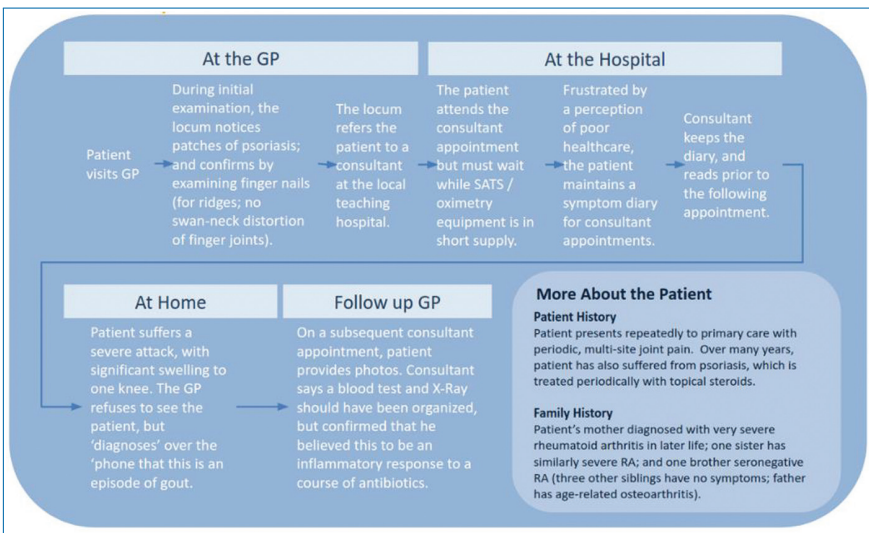 At the GP
At the Hospital
Patient
visits GP
During initial
examination, the
locum notices
patches of psoriasis;
and confirms by
examining finger nails
(for ridges; no
swan-neck distortion
of finger joints).
The locum
refers the
patient to a
consultant
at the local
teaching
hospital.
The patient
attends the
consultant
appointment
but must wait
while SATS /
oximetry
equipment is in
short supply.
Frustrated by
a perception
of poor
healthcare,
the patient
maintains a
symptom diary
for consultant
appointments.
Consultant
keeps the
diary, and
reads prior to
the following
appointment.
At Home
Patient suffers a
severe attack, with
significant swelling to
one knee. The GP
refuses to see the
patient, but
‘diagnoses’ over the
‘phone that this is an
episode of gout.
Follow up GP
On a subsequent consultant
appointment, patient
provides photos. Consultant
says a blood test and X-Ray
should have been organized,
but confirmed that he
believed this to be an
inflammatory response to a
course of antibiotics.
More About the Patient
Patient History
Patient presents repeatedly to primary care with
periodic, multi-site joint pain. Over many years,
patient has also suffered from psoriasis, which is
treated periodically with topical steroids.
Family History
Patient’s mother diagnosed with very severe
rheumatoid arthritis in later life; one sister has
similarly severe RA; and one brother seronegative
RA (three other siblings have no symptoms; father
has age-related osteoarthritis).